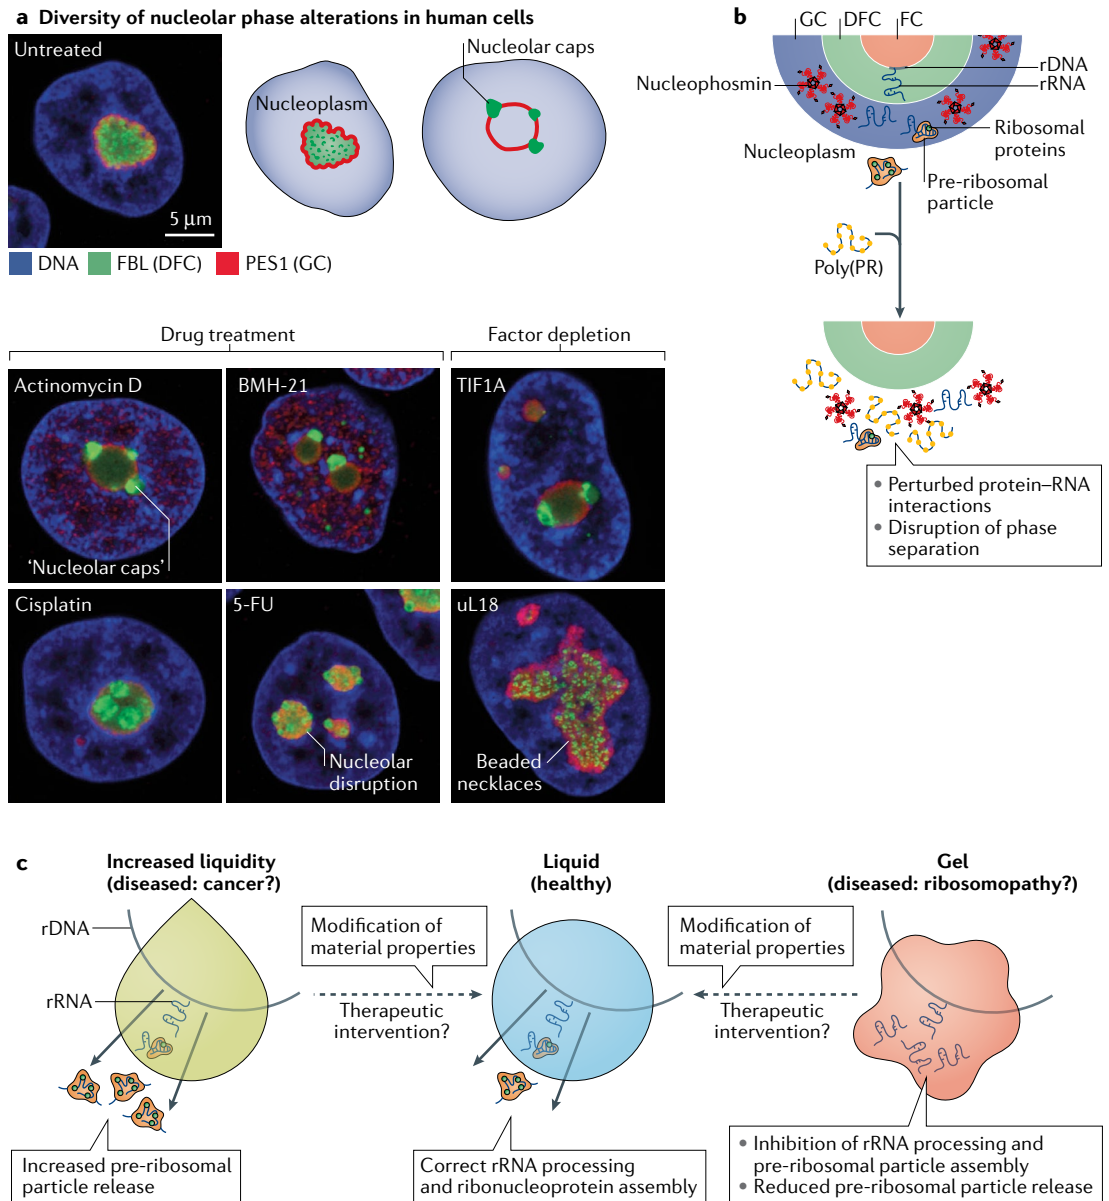 a Diversity of nucleolar phase alterations in human cells
Untreated
5 μm
Nucleoplasm
Nucleolar caps
DNA
FBL (DFC)
PES1 (GC)
Drug treatment
Factor depletion
Actinomycin D
'Nucleolar caps'
BMH-21
TIF1A
Cisplatin
5-FU
Nucleolar
disruption
uL18
Beaded
necklaces
b
GC
DFC
FC
rDNA
rRNA
Nucleophosmin
Ribosomal
proteins
Nucleoplasm
Pre-ribosomal
particle
Poly(PR)
• Perturbed protein–RNA
interactions
• Disruption of phase
separation
c
Increased liquidity
(diseased: cancer?)
rDNA
rRNA
Increased pre-ribosomal
particle release
Modification of
material properties
Therapeutic
intervention?
Liquid
(healthy)
Correct rRNA processing
and ribonucleoprotein assembly
Modification of
material properties
Therapeutic
intervention?
Gel
(diseased: ribosomopathy?)
• Inhibition of rRNA processing and
pre-ribosomal particle assembly
• Reduced pre-ribosomal particle release